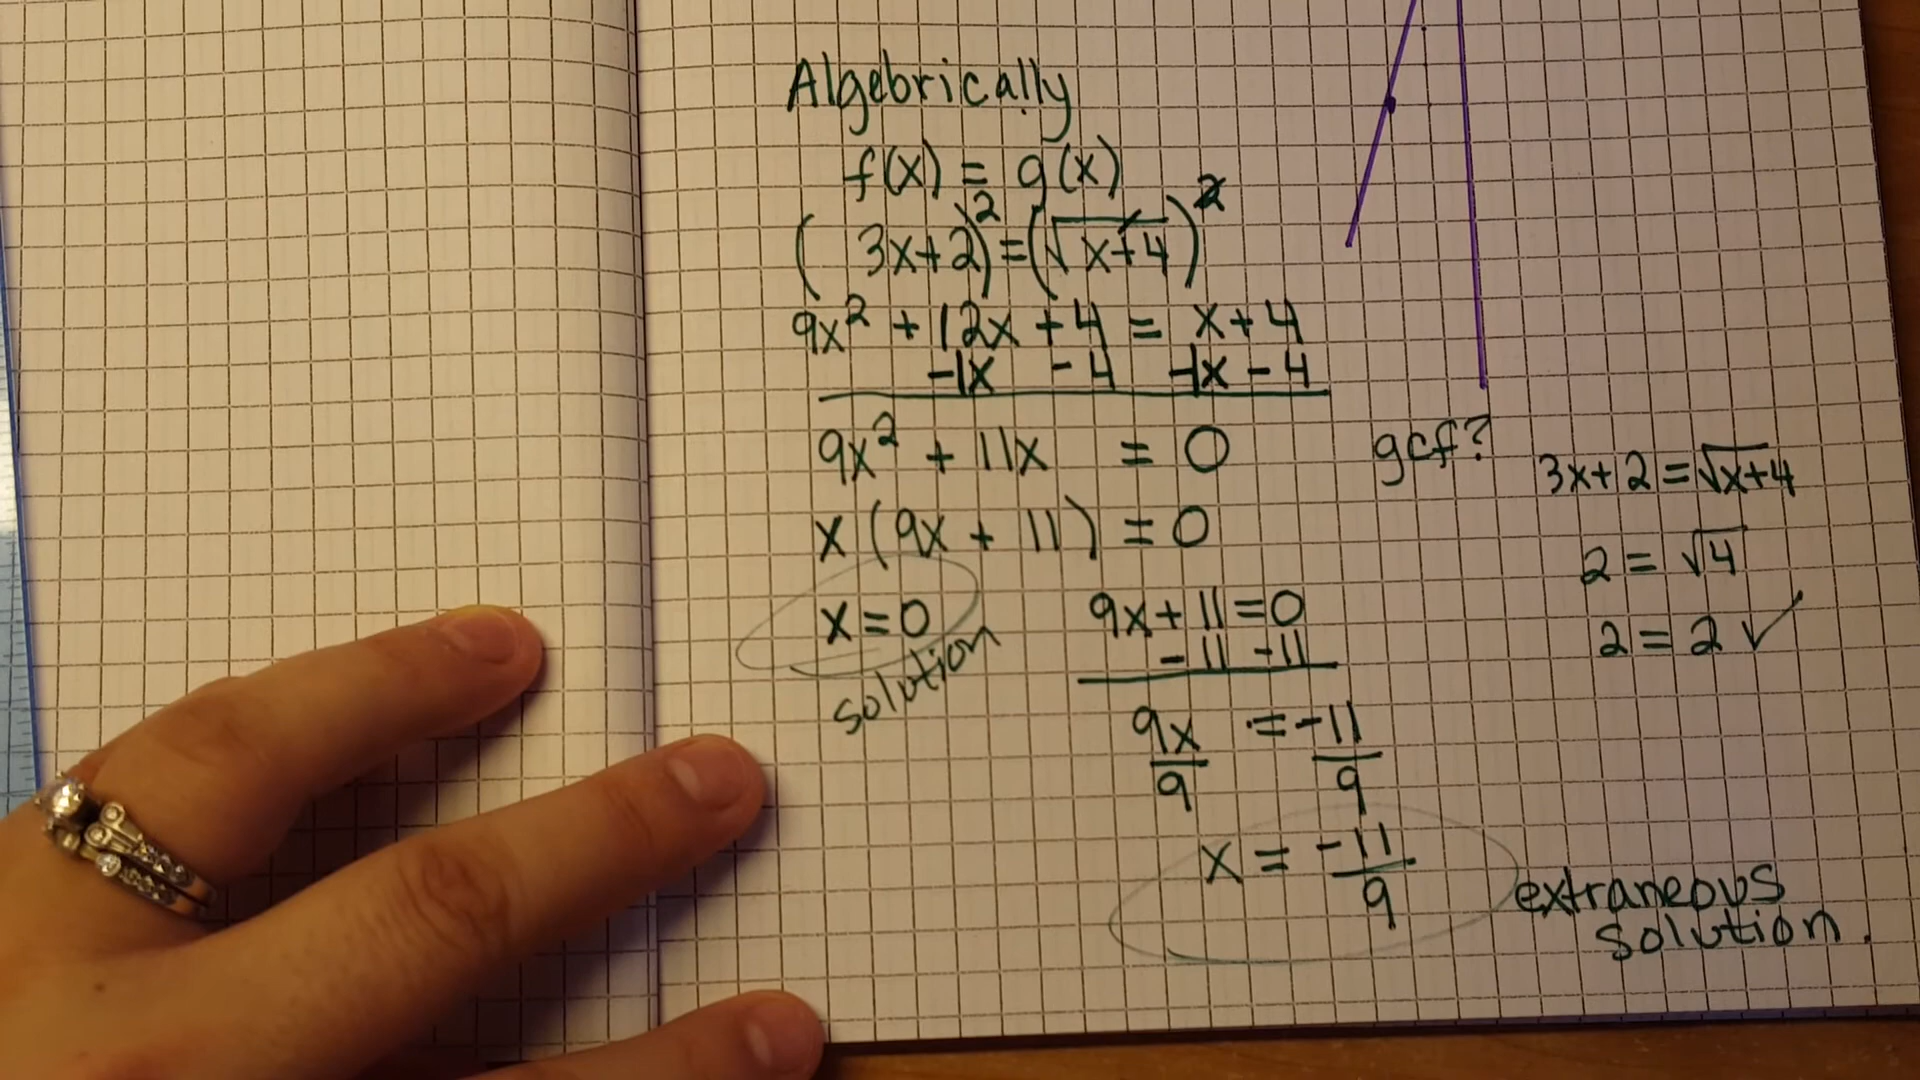 Algebrically
f(x) = g(x)
(3x+2)² = (√x+4)²
9x² + 12x + 4 = x + 4
-1x - 4 -1x - 4
9x² + 11x = 0
gcf?
x (9x + 11) = 0
x = 0
solution
9x + 11 = 0
- 11 - 11
9x = -11
9 9
x = -11
9
extraneous
solution.
3x + 2 = √x+4
2 = √4
2 = 2 ✓